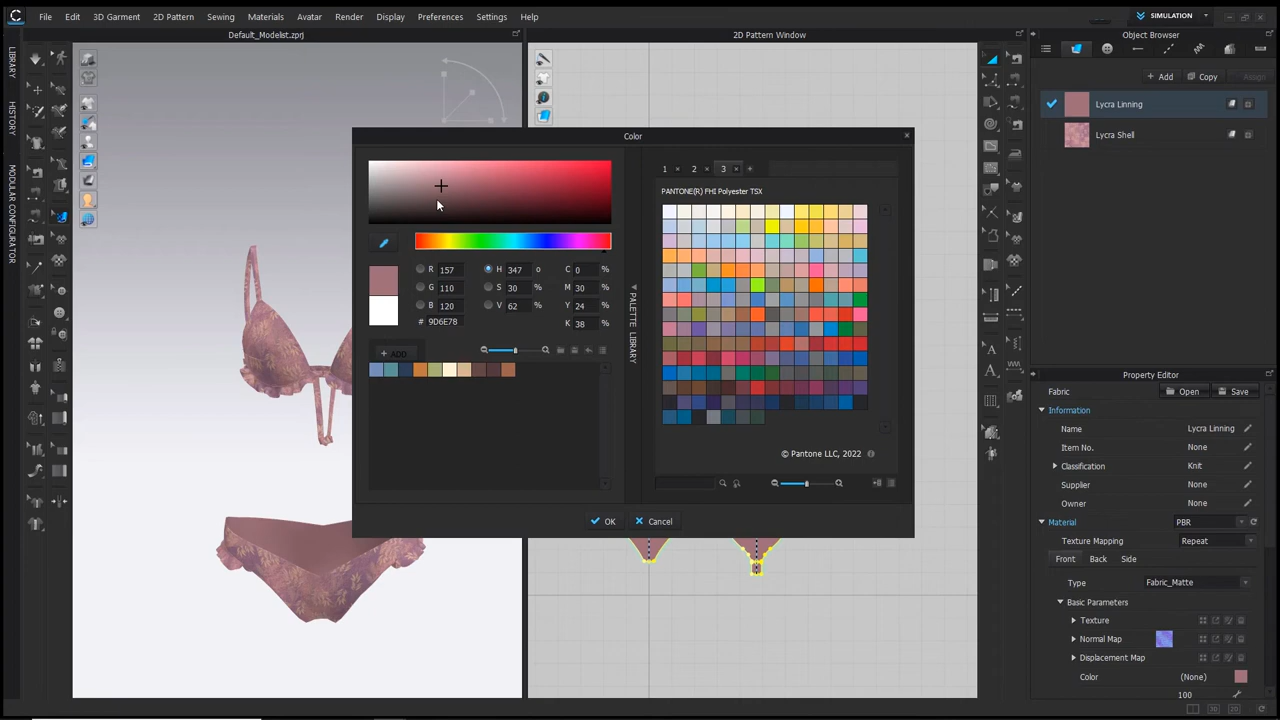 File Edit 3D Garment 2D Pattern Sewing Materials Avatar Render Display Preferences Settings Help
SIMULATION
Default_Modelist.zprj
2D Pattern Window
Object Browser
LIBRARY
HISTORY
MODULAR CONFIGURATOR
+ Add
Copy
Assign
Lycra Linning
Lycra Shell
Color
1 × 2 × 3 × +
PANTONE(R) FHI Polyester TSX
R 157 H 347 o C 0 %
G 110 S 30 % M 30 %
B 120 V 62 % Y 24 %
# 9D6E78 K 38 %
+ ADD
PALETTE LIBRARY
© Pantone LLC, 2022
OK
Cancel
Property Editor
Fabric Open Save
Information
Name Lycra Linning
Item No. None
Classification Knit
Supplier None
Owner None
Material PBR
Texture Mapping Repeat
Front Back Side
Type Fabric_Matte
Basic Parameters
Texture
Normal Map
Displacement Map
Color (None)
100
3D 2D